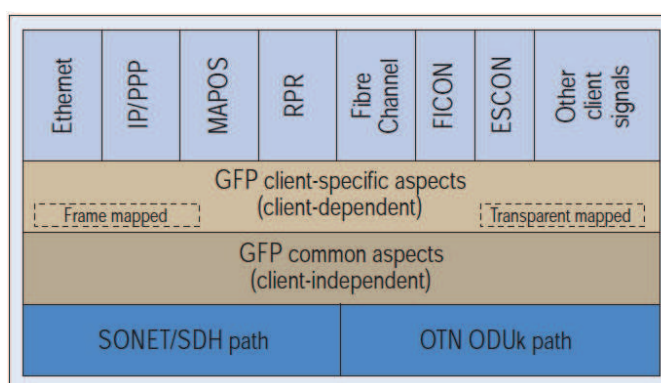 Ethernet
IP/PPP
MAPOS
RPR
Fibre
Channel
FICON
ESCON
Other
client
signals
GFP client-specific aspects
(client-dependent)
Frame mapped
Transparent mapped
GFP common aspects
(client-independent)
SONET/SDH path
OTN ODUk path